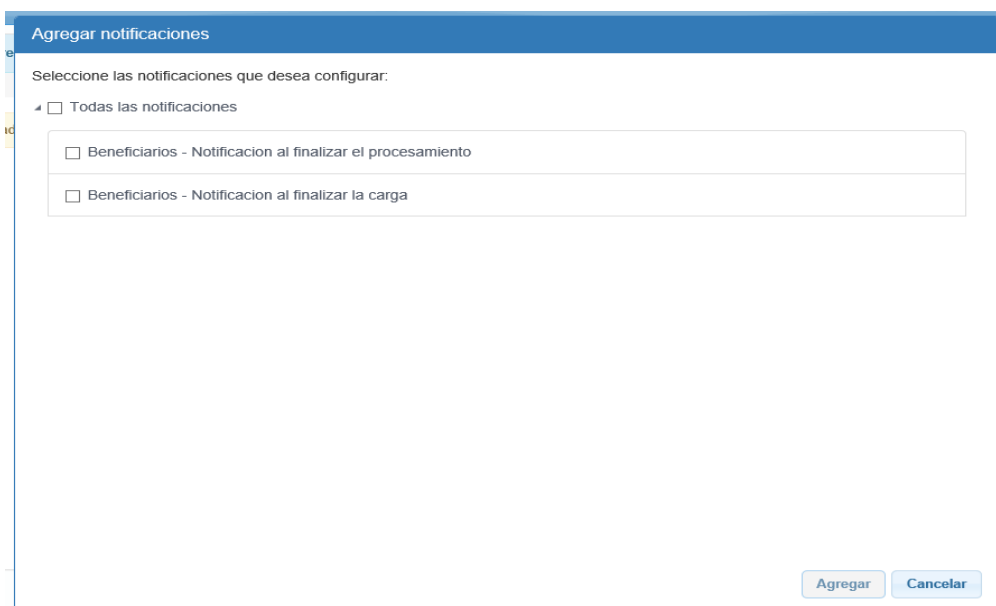 Agregar notificaciones
Seleccione las notificaciones que desea configurar:
Todas las notificaciones
Beneficiarios - Notificacion al finalizar el procesamiento
Beneficiarios - Notificacion al finalizar la carga
Agregar Cancelar